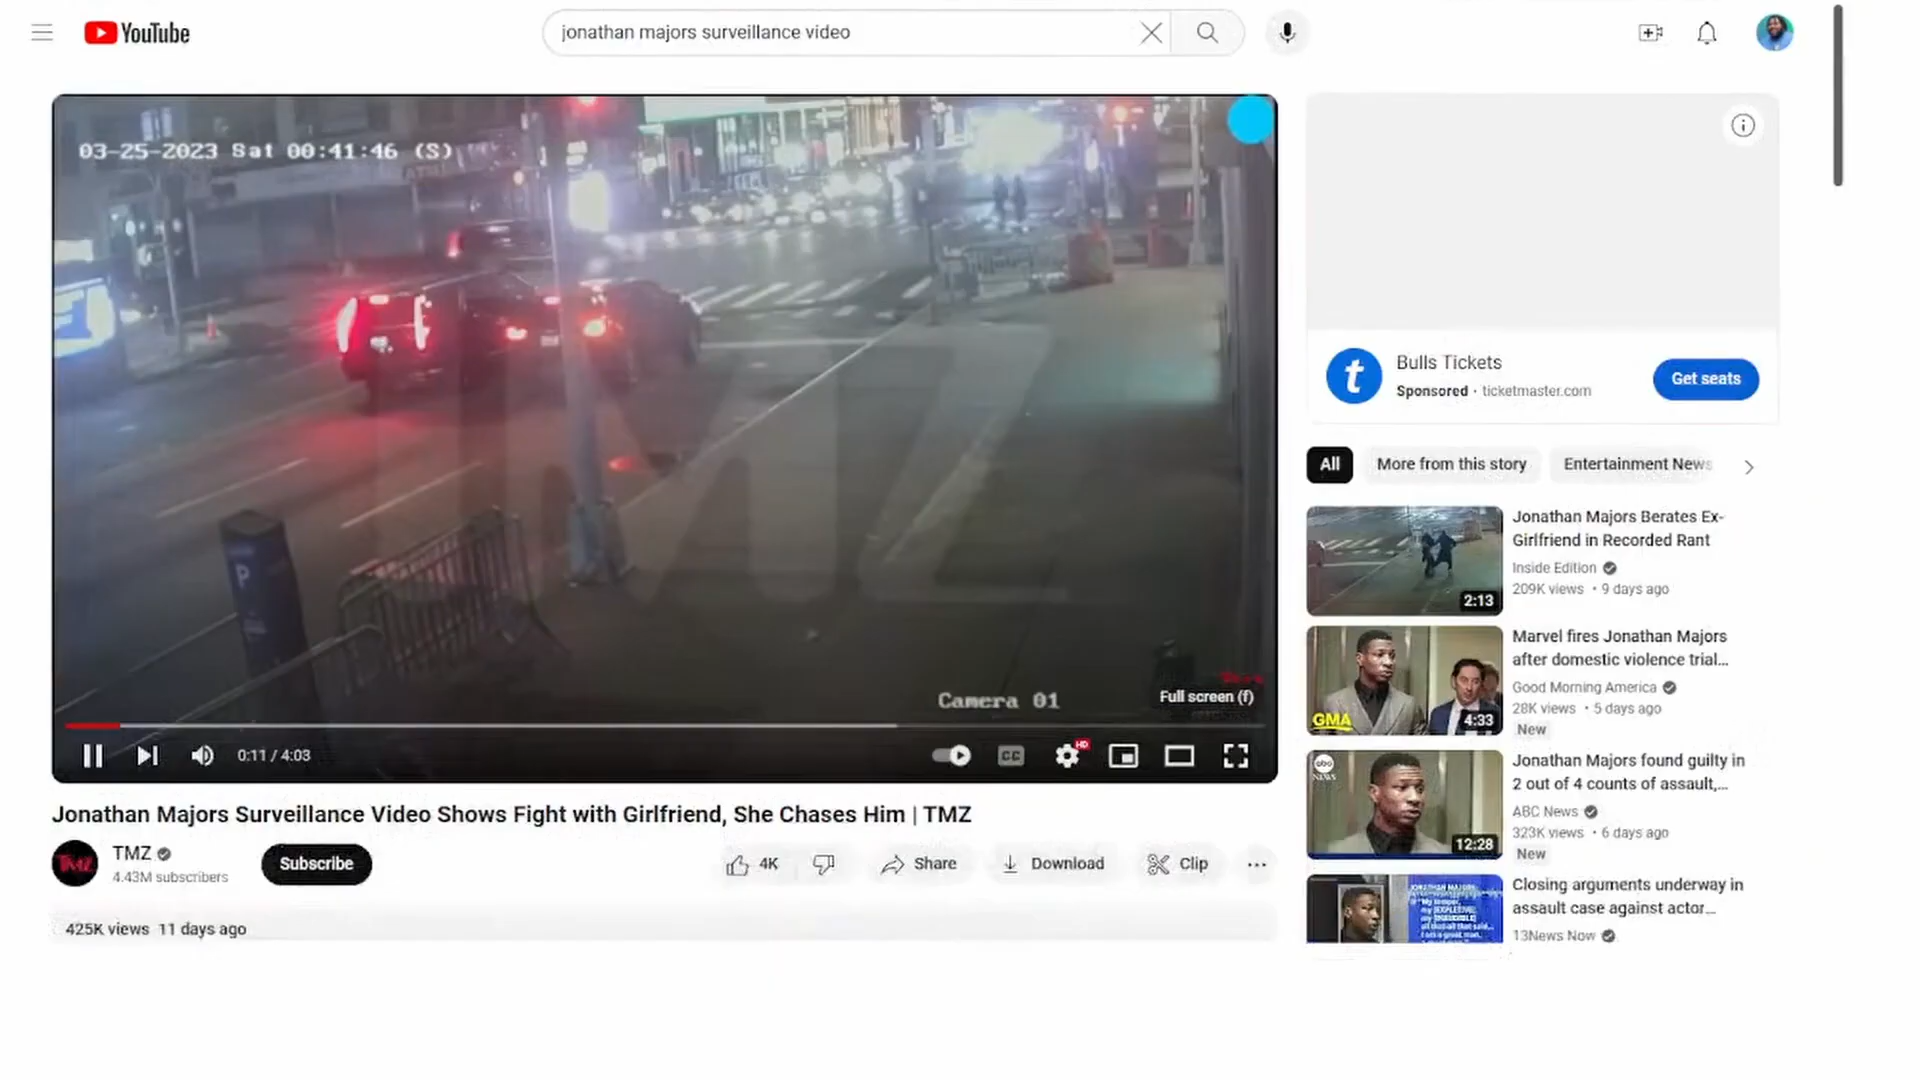 YouTube
jonathan majors surveillance video
03-25-2023 Sat 00:41:46 (S)
TMZ
P
Camera 01
Full screen (f)
0:11 / 4:03
CC
HD
Jonathan Majors Surveillance Video Shows Fight with Girlfriend, She Chases Him | TMZ
TMZ
TMZ
4.43M subscribers
Subscribe
4K
Share
Download
Clip
425K views 11 days ago
t
Bulls Tickets
Sponsored · ticketmaster.com
Get seats
All
More from this story
Entertainment News
2:13
Jonathan Majors Berates Ex-
Girlfriend in Recorded Rant
Inside Edition
209K views • 9 days ago
GMA
4:33
Marvel fires Jonathan Majors
after domestic violence trial...
Good Morning America
28K views • 5 days ago
New
abc
NEWS
12:28
Jonathan Majors found guilty in
2 out of 4 counts of assault,...
ABC News
323K views • 6 days ago
New
Closing arguments underway in
assault case against actor...
13News Now